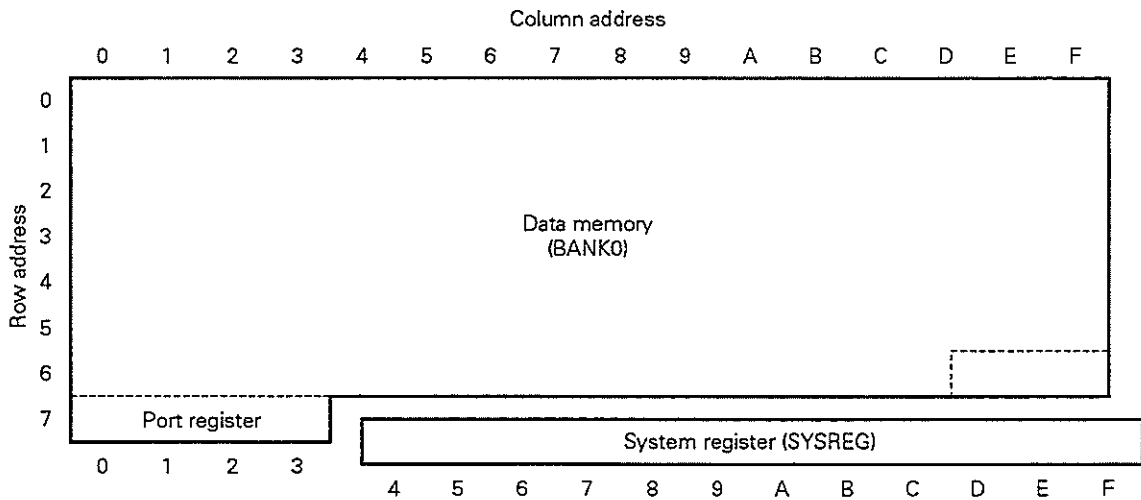 Column address
0 1 2 3 4 5 6 7 8 9 A B C D E F
Row address
0
1
2
3
4
5
6
7
Data memory
(BANK0)
Port register
System register (SYSREG)
0 1 2 3
4 5 6 7 8 9 A B C D E F